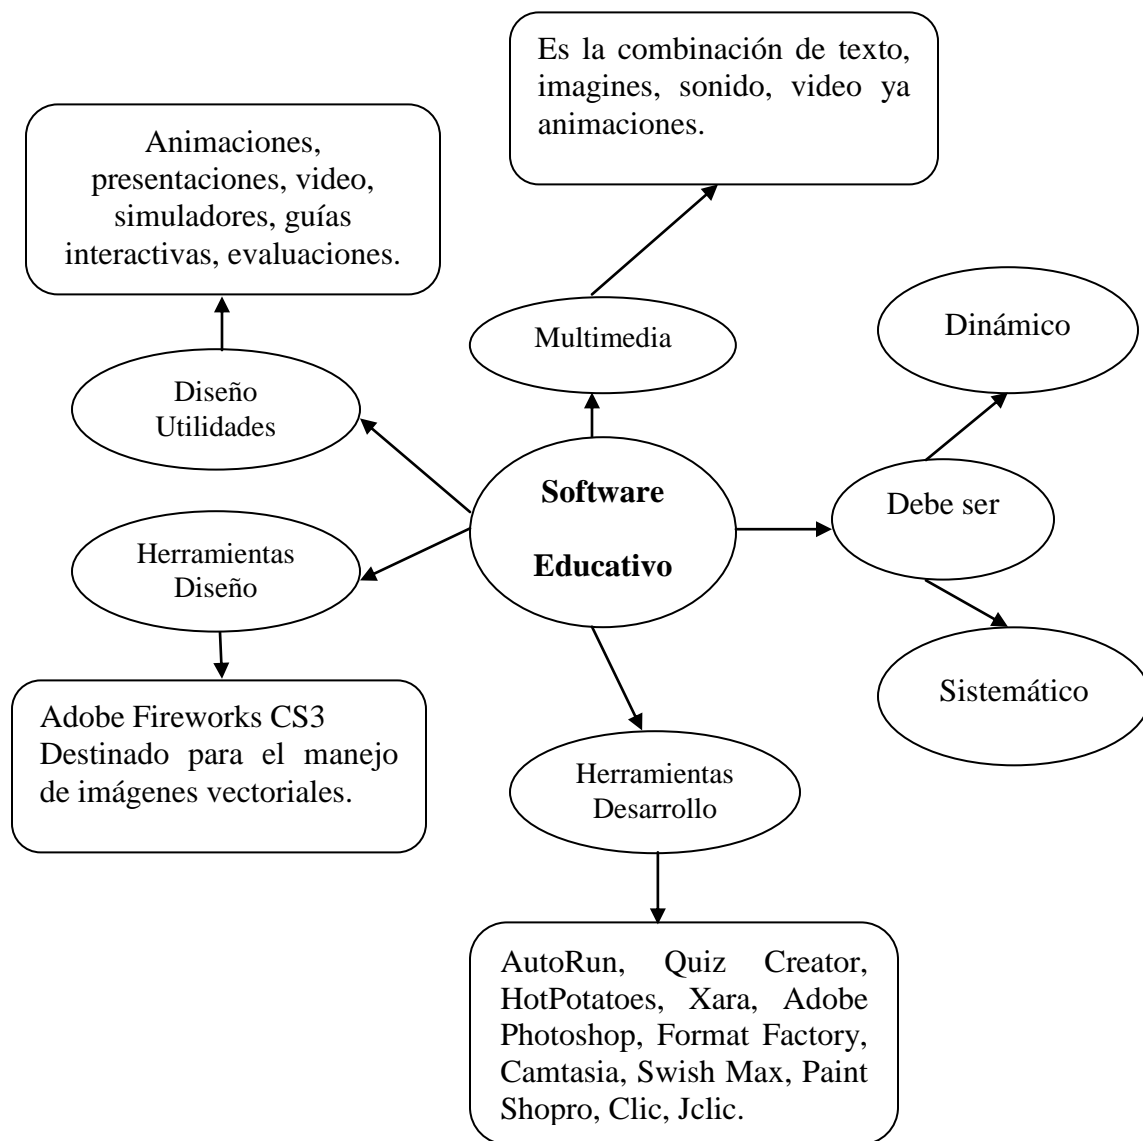 Es la combinación de texto,
imagines, sonido, video ya
animaciones.
Animaciones,
presentaciones, video,
simuladores, guías
interactivas, evaluaciones.
Multimedia
Dinámico
Diseño
Utilidades
Software
Educativo
Debe ser
Herramientas
Diseño
Sistemático
Adobe Fireworks CS3
Destinado para el manejo
de imágenes vectoriales.
Herramientas
Desarrollo
AutoRun, Quiz Creator,
HotPotatoes, Xara, Adobe
Photoshop, Format Factory,
Camtasia, Swish Max, Paint
Shopro, Clic, Jclic.